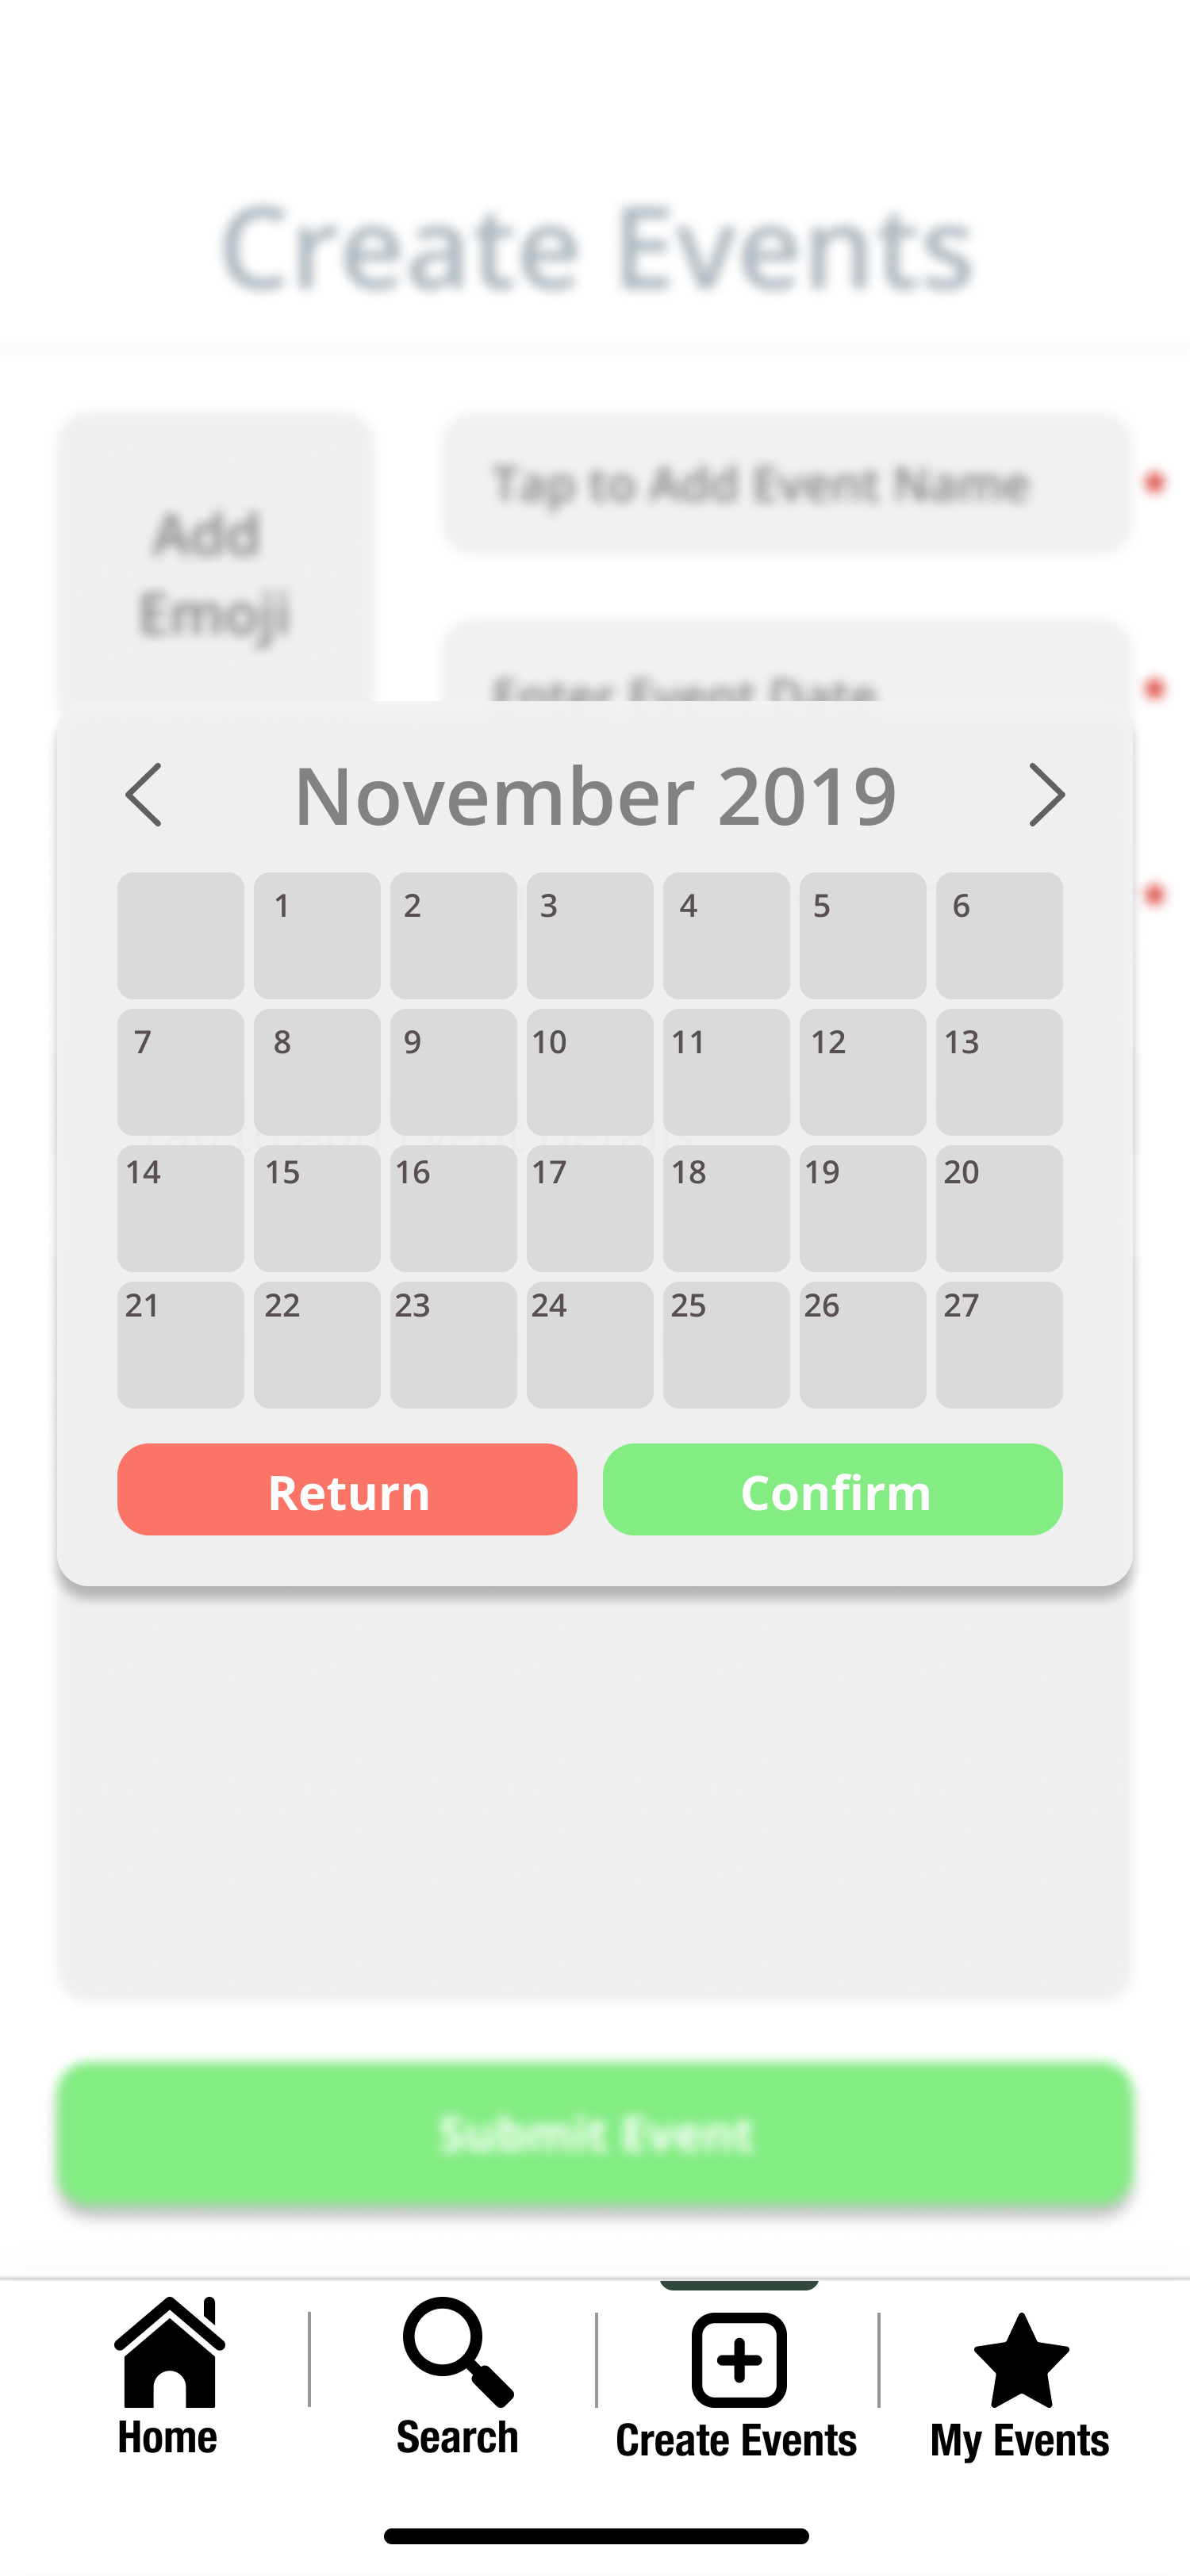 Create Events
Tap to Add Event Name *
Add
Emoji
Enter Event Date *
November 2019
*
1 2 3 4 5 6
7 8 9 10 11 12 13
14 15 16 17 18 19 20
21 22 23 24 25 26 27
Return Confirm
Submit Event
Home Search Create Events My Events